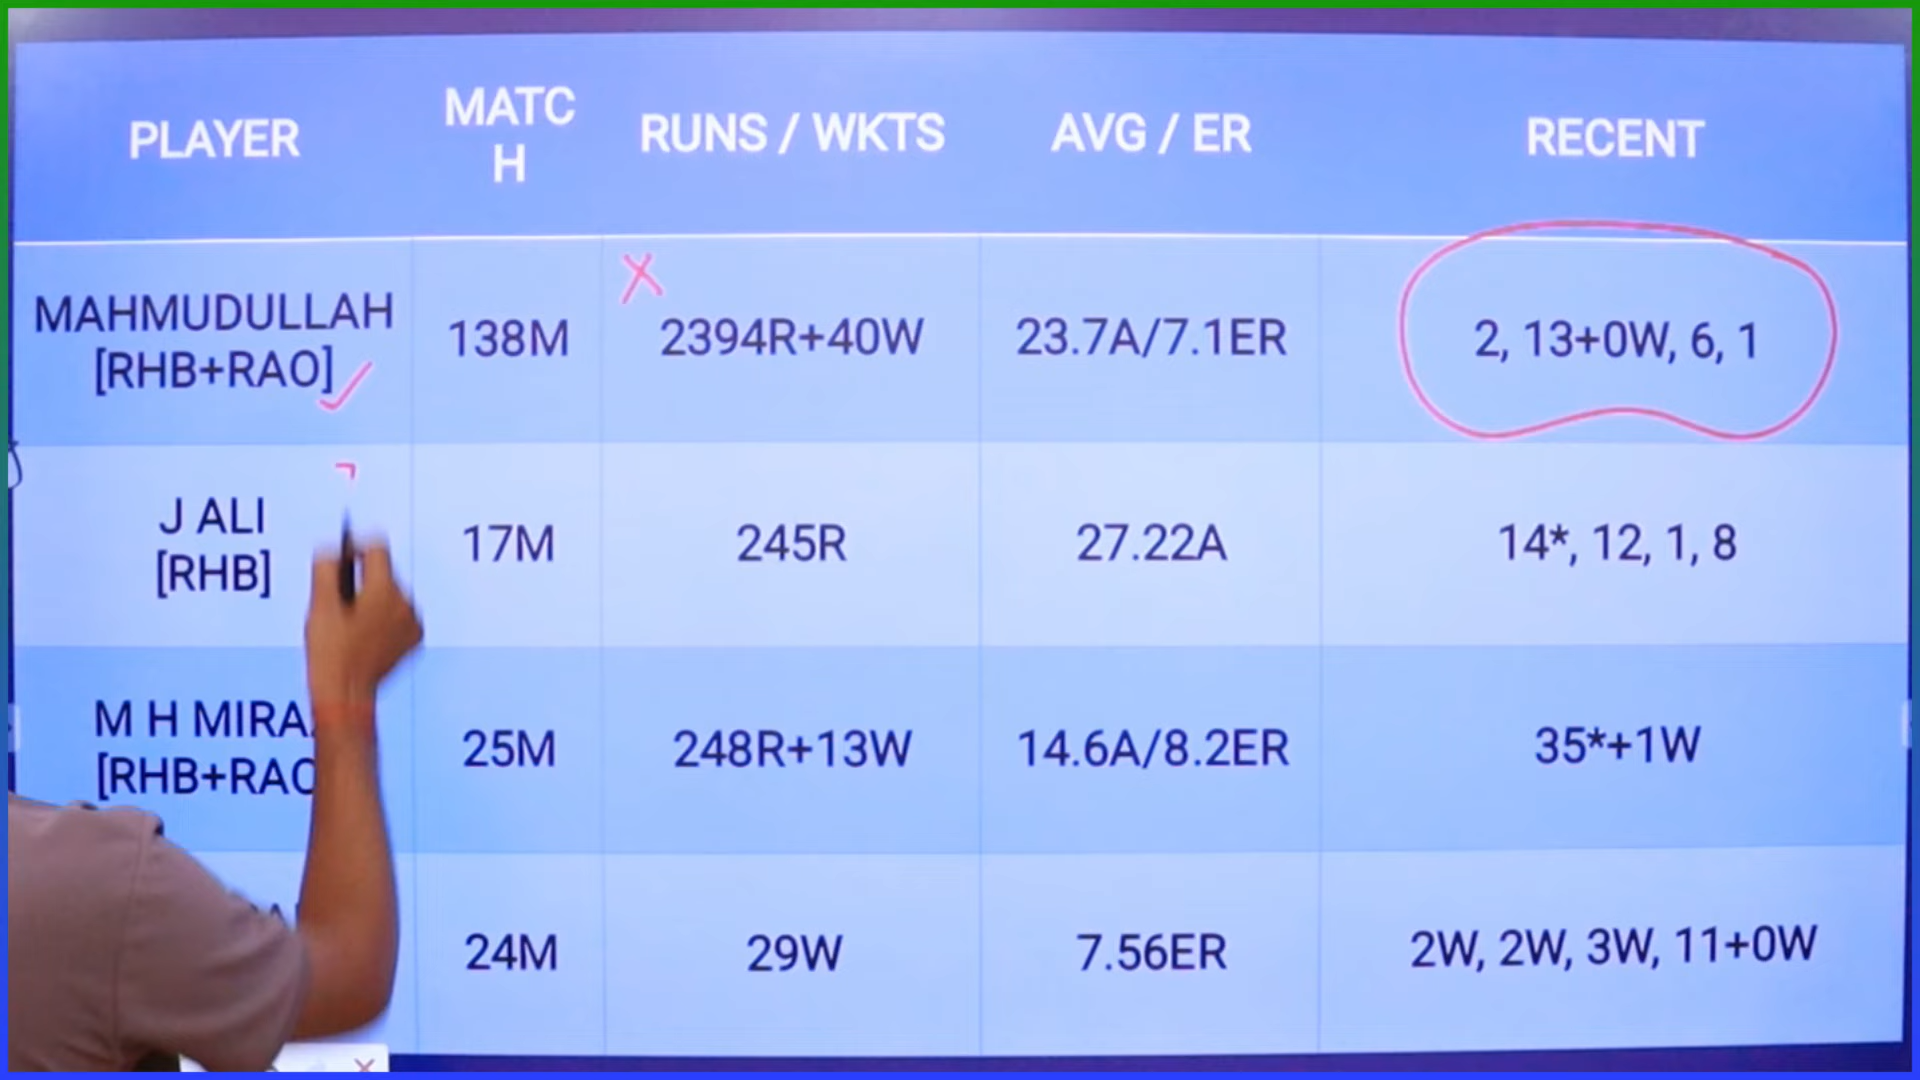 PLAYER
MATC
H
RUNS / WKTS
AVG / ER
RECENT
MAHMUDULLAH
[RHB+RAO]
138M
2394R+40W
23.7A/7.1ER
2, 13+0W, 6, 1
J ALI
[RHB]
17M
245R
27.22A
14*, 12, 1, 8
M H MIRA
[RHB+RAO
25M
248R+13W
14.6A/8.2ER
35*+1W
24M
29W
7.56ER
2W, 2W, 3W, 11+0W